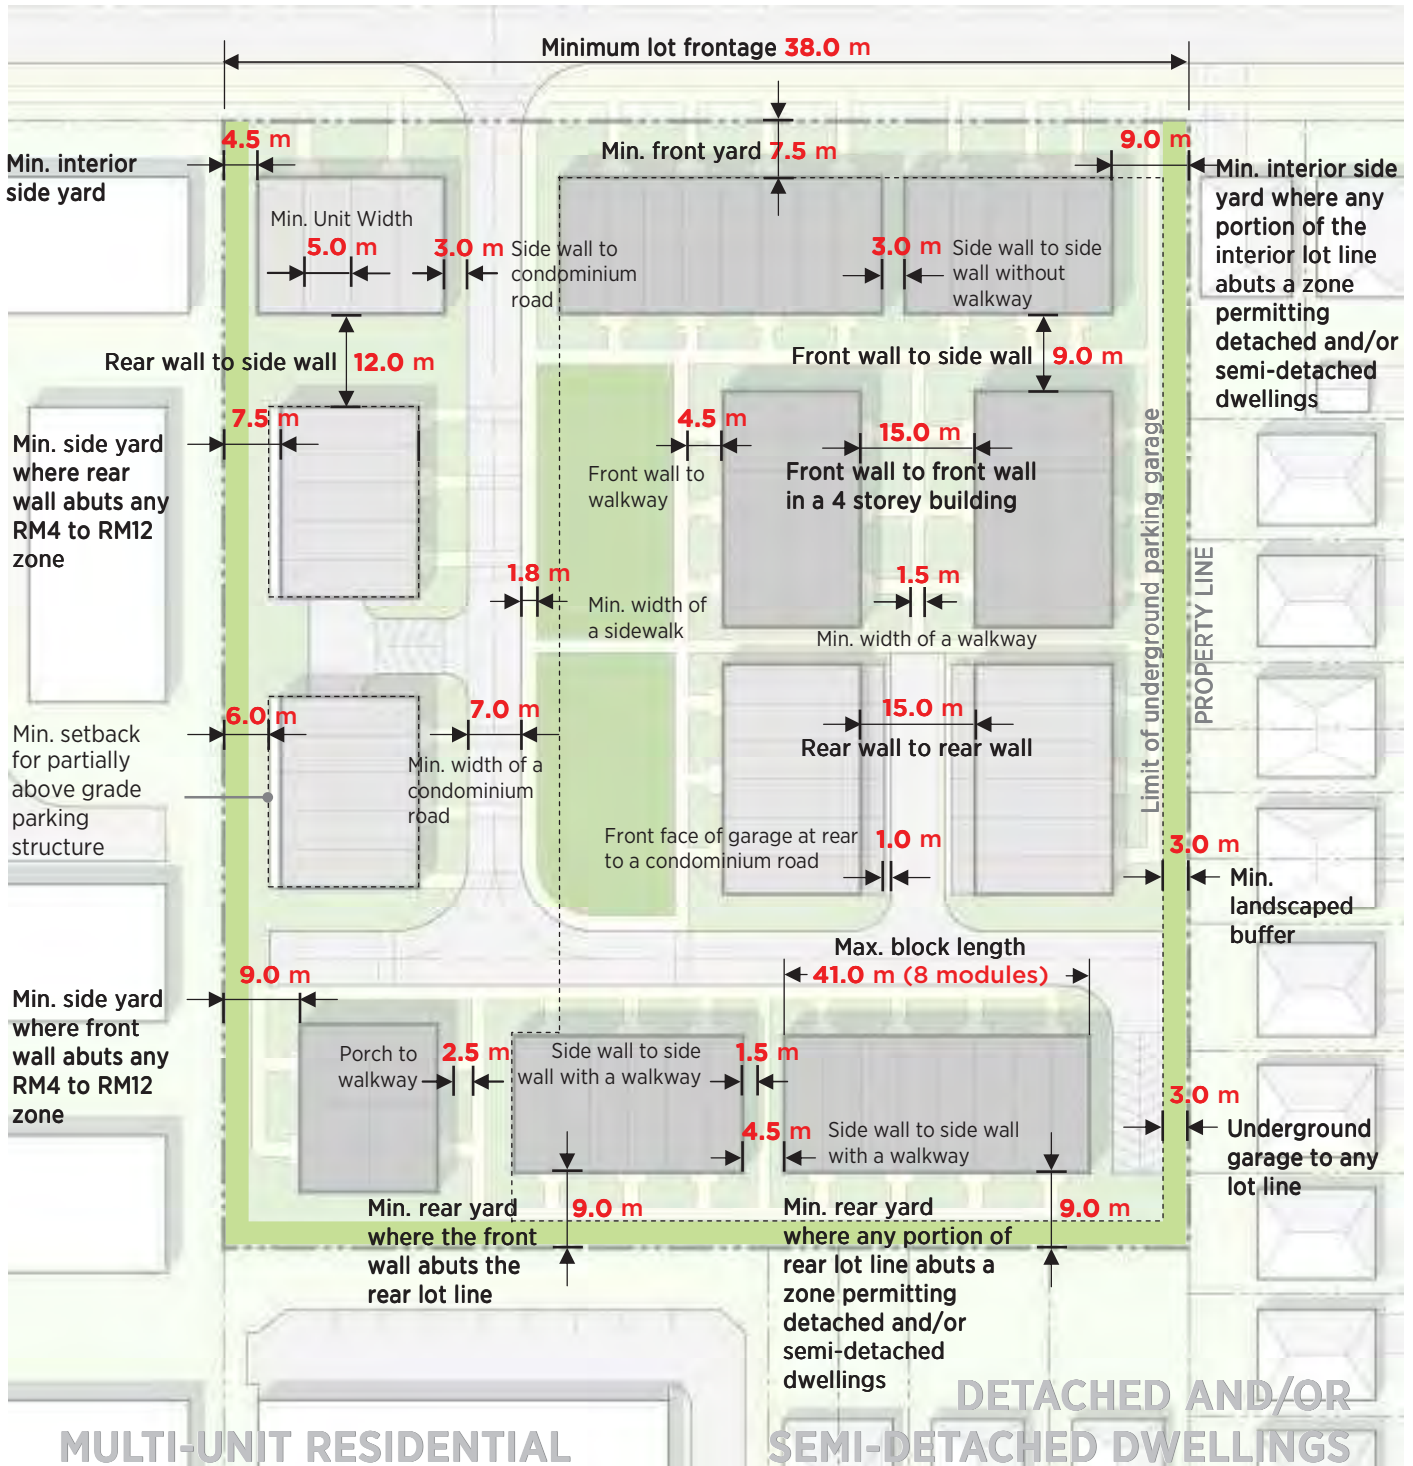 Minimum lot frontage 38.0 m
4.5 m
Min. interior
side yard
Min. front yard 7.5 m
9.0 m
Min. interior side
yard where any
portion of the
interior lot line
abuts a zone
permitting
detached and/or
semi-detached
dwellings
Min. Unit Width
5.0 m
3.0 m
Side wall to
condominium
road
3.0 m
Side wall to side
wall without
walkway
Rear wall to side wall
12.0 m
Front wall to side wall
9.0 m
7.5 m
Min. side yard
where rear
wall abuts any
RM4 to RM12
zone
4.5 m
Front wall to
walkway
15.0 m
Front wall to front wall
in a 4 storey building
Limit of underground parking garage
PROPERTY LINE
1.8 m
Min. width of
a sidewalk
1.5 m
Min. width of a walkway
6.0 m
Min. setback
for partially
above grade
parking
structure
7.0 m
Min. width of a
condominium
road
15.0 m
Rear wall to rear wall
Front face of garage at rear
to a condominium road
1.0 m
3.0 m
Min.
landscaped
buffer
Max. block length
41.0 m (8 modules)
9.0 m
Min. side yard
where front
wall abuts any
RM4 to RM12
zone
Porch to
walkway
2.5 m
Side wall to side
wall with a walkway
1.5 m
4.5 m
Side wall to side wall
with a walkway
3.0 m
Underground
garage to any
lot line
Min. rear yard
where the front
wall abuts the
rear lot line
9.0 m
Min. rear yard
where any portion of
rear lot line abuts a
zone permitting
detached and/or
semi-detached
dwellings
9.0 m
MULTI-UNIT RESIDENTIAL
DETACHED AND/OR
SEMI-DETACHED DWELLINGS